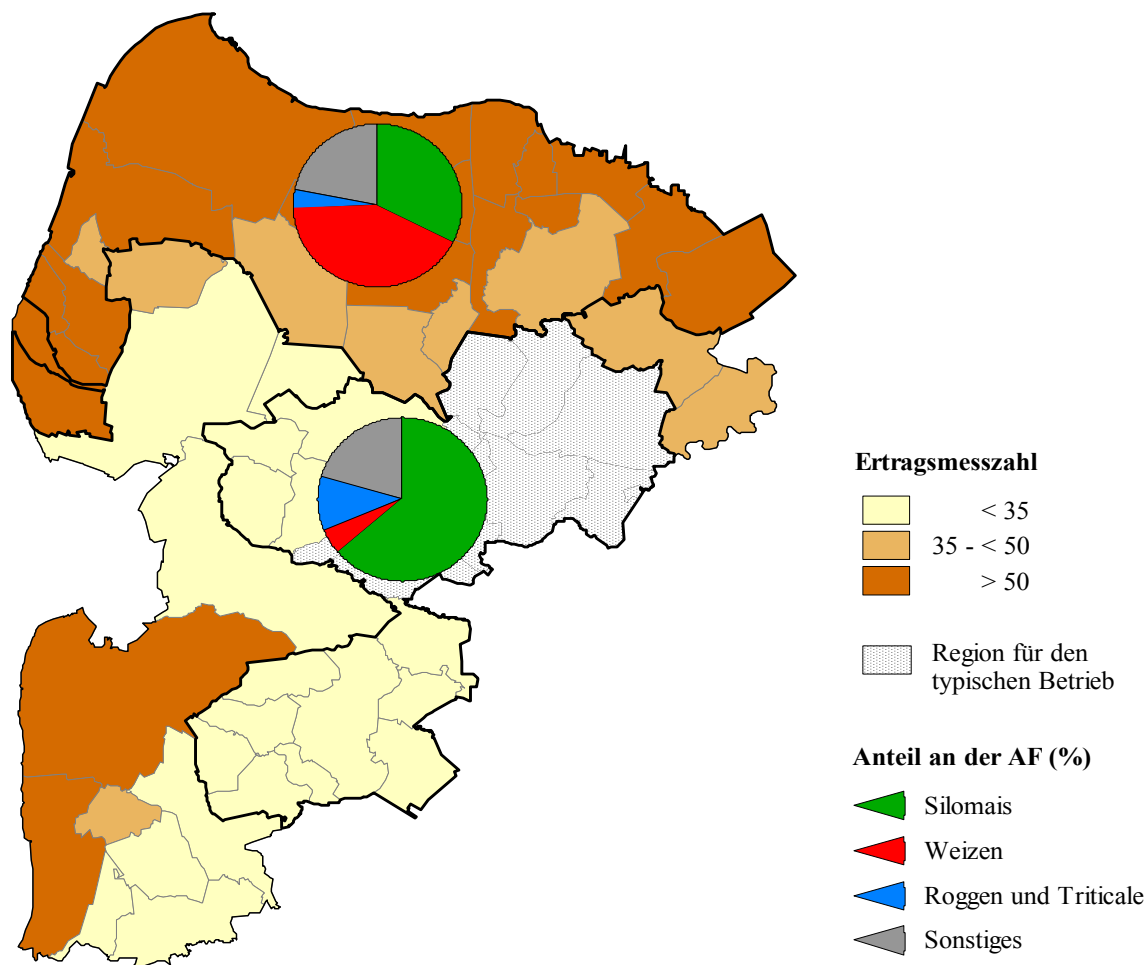 Ertragsmesszahl
< 35
35 - < 50
> 50
Region für den
typischen Betrieb
Anteil an der AF (%)
Silomais
Weizen
Roggen und Triticale
Sonstiges